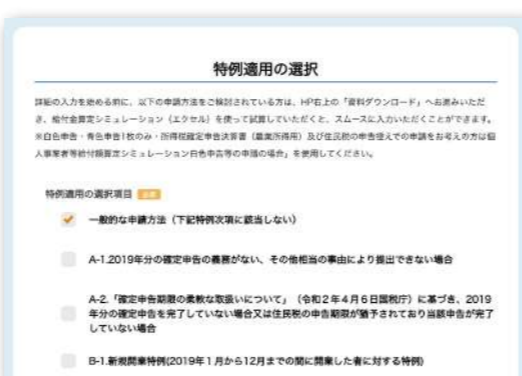 特例適用の選択
詳細の入力を始める前に、以下の申請方法をご検討されている方は、HP右上の「資料ダウンロード」へお進みいただ
き、給付金算定シミュレーション（エクセル）を使って試していただくと、スムースに入力いただくことができます。
※白色申告・青色申告1枚のみ・所得税確定申告決算書（農業所得用）及び住民税の申告控えでの申請をお考えの方は個
人事業者等給付額算定シミュレーション白色申告等の申請の場合」を使用してください。
特例適用の選択項目 必須
一般的な申請方法（下記特例次項に該当しない）
A-1.2019年分の確定申告の義務がない、その他相当の事由により提出できない場合
A-2.「確定申告期限の柔軟な取扱いについて」（令和２年４月６日国税庁）に基づき、2019
年分の確定申告を完了していない場合又は住民税の申告期限が猶予されており当該申告が完了
していない場合
B-1.新規開業特例(2019年１月から12月までの間に開業した者に対する特例)